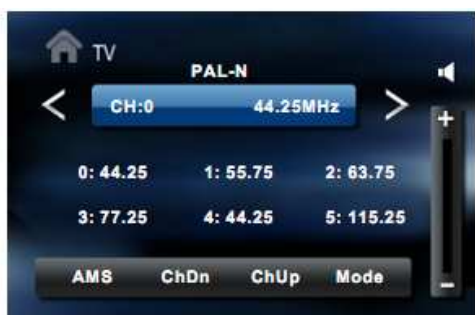 TV
PAL-N
CH:0 44.25MHz
0: 44.25 1: 55.75 2: 63.75
3: 77.25 4: 44.25 5: 115.25
+
AMS ChDn ChUp Mode
-